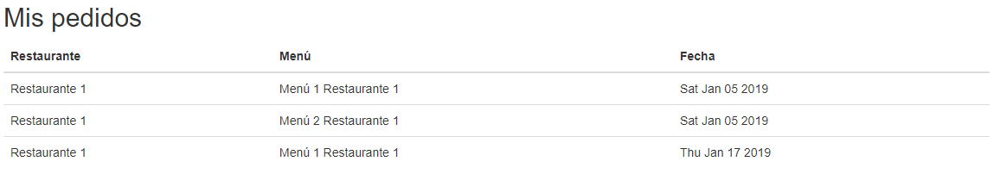 Mis pedidos
Restaurante Menú Fecha
Restaurante 1 Menú 1 Restaurante 1 Sat Jan 05 2019
Restaurante 1 Menú 2 Restaurante 1 Sat Jan 05 2019
Restaurante 1 Menú 1 Restaurante 1 Thu Jan 17 2019